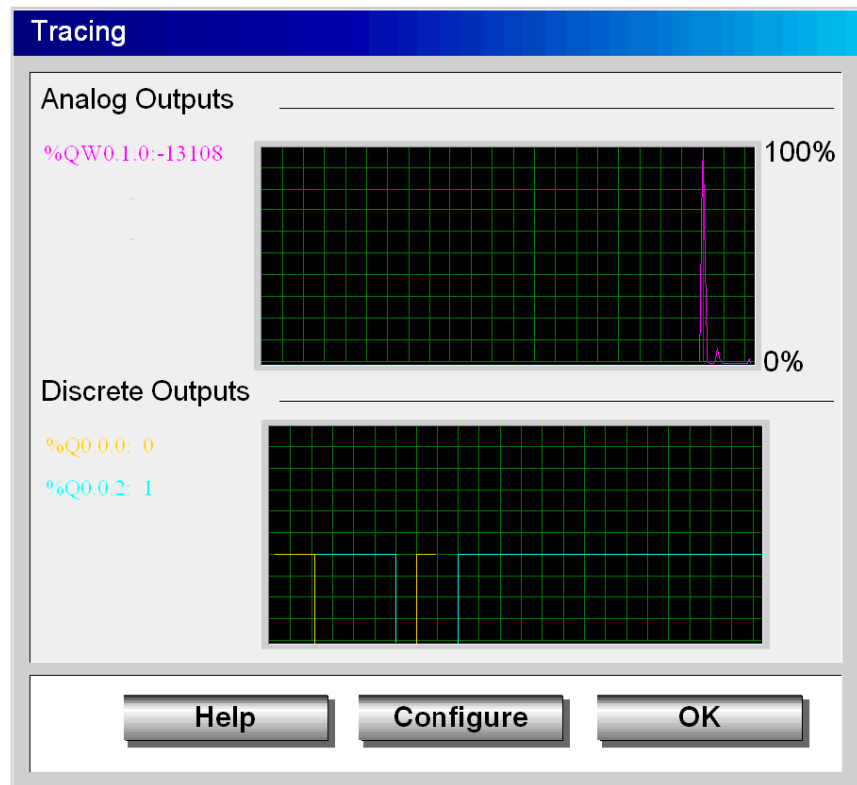 Tracing
Analog Outputs
%QW0.1.0:-13108
100%
-
-
0%
Discrete Outputs
%Q0.0.0: 0
%Q0.0.2: 1
Help
Configure
OK